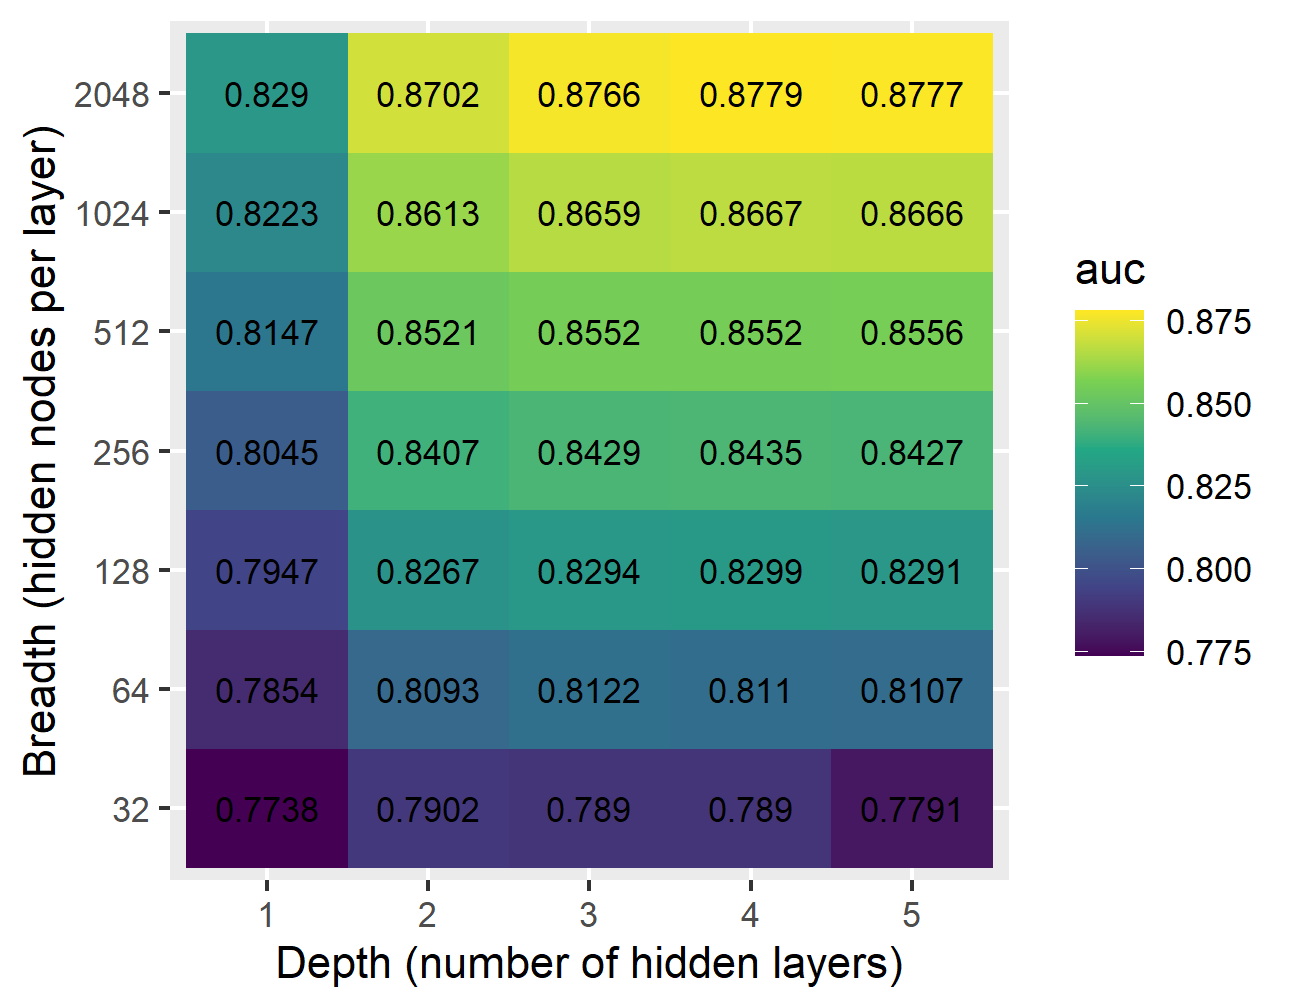 Breadth (hidden nodes per layer)
2048 0.829 0.8702 0.8766 0.8779 0.8777
1024 0.8223 0.8613 0.8659 0.8667 0.8666
512 0.8147 0.8521 0.8552 0.8552 0.8556
256 0.8045 0.8407 0.8429 0.8435 0.8427
128 0.7947 0.8267 0.8294 0.8299 0.8291
64 0.7854 0.8093 0.8122 0.811 0.8107
32 0.7738 0.7902 0.789 0.789 0.7791
1 2 3 4 5
Depth (number of hidden layers)
auc
0.875
0.850
0.825
0.800
0.775